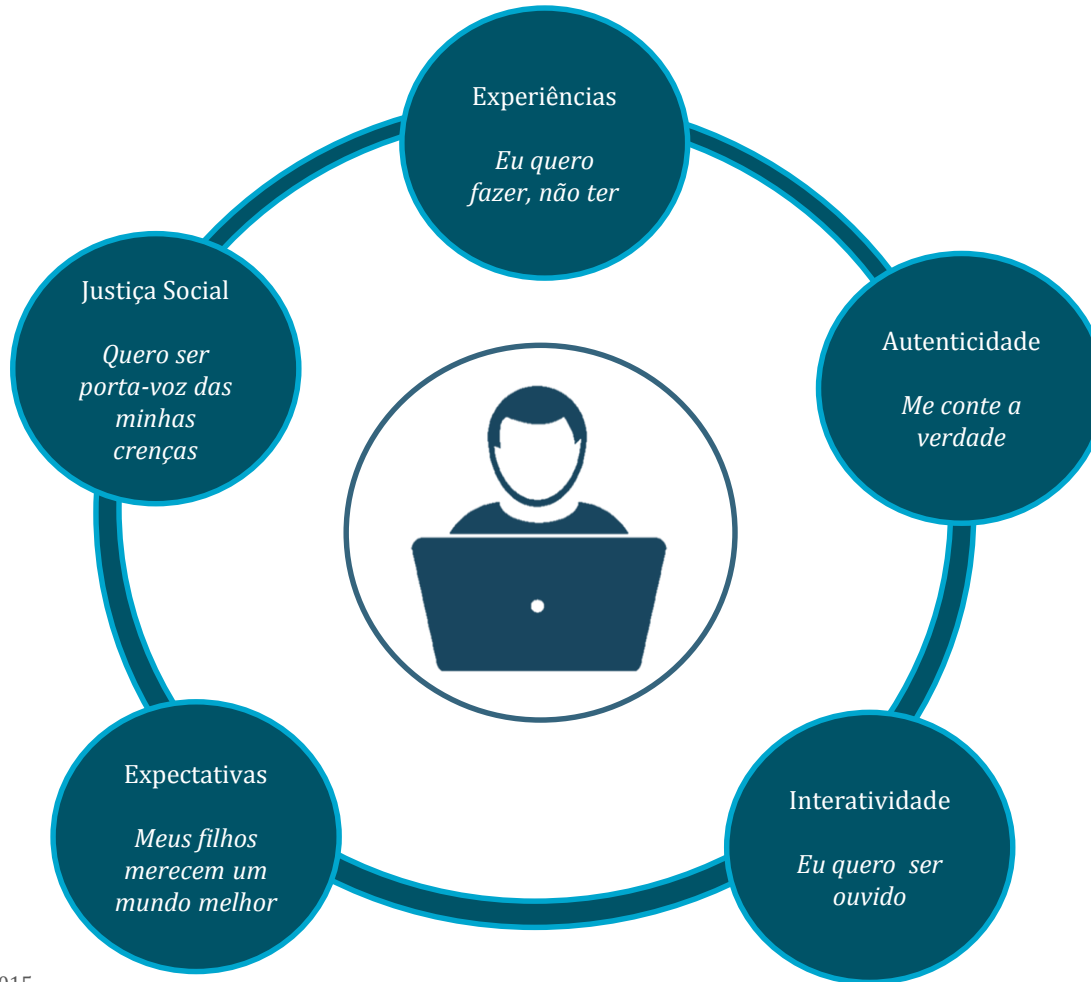 Experiências
Eu quero
fazer, não ter
Justiça Social
Quero ser
porta-voz das
minhas
crenças
Autenticidade
Me conte a
verdade
Expectativas
Meus filhos
merecem um
mundo melhor
Interatividade
Eu quero  ser
ouvido